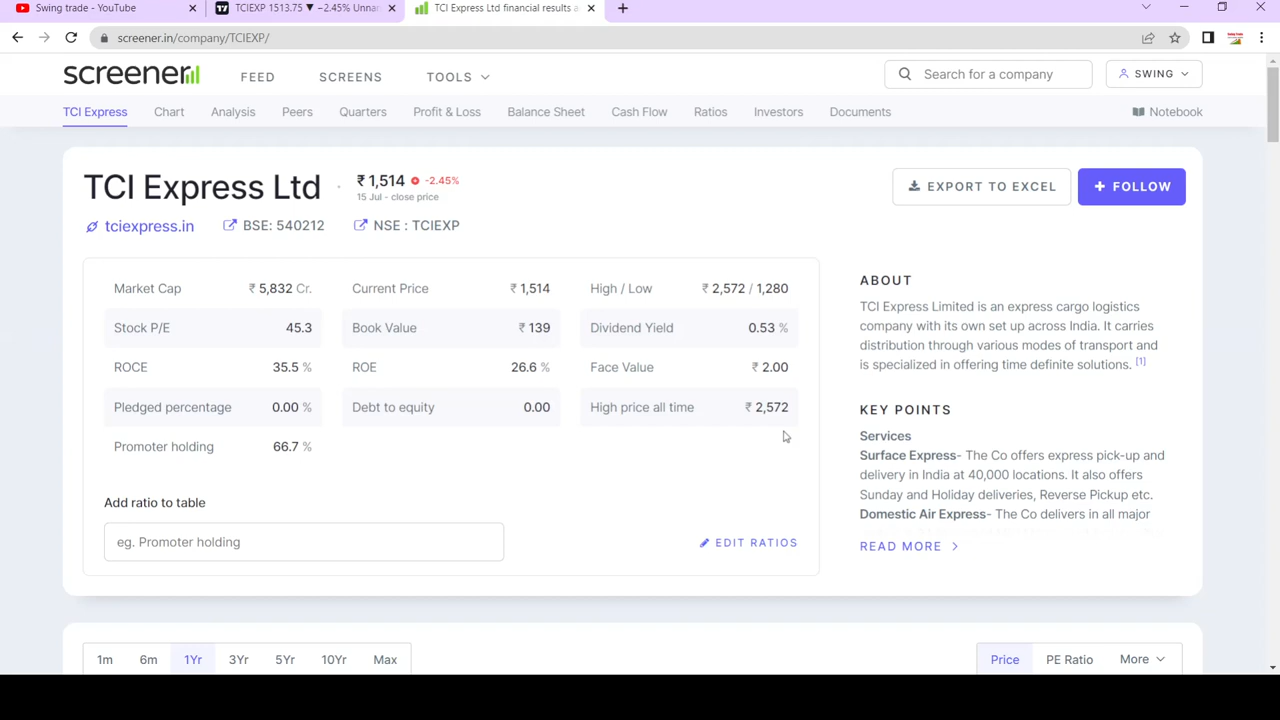 Swing trade - YouTube
TCIEXP 1513.75 ▼ −2.45% Unnan
TCI Express Ltd financial results a
screener.in/company/TCIEXP/
screener
FEED
SCREENS
TOOLS
Search for a company
SWING
TCI Express
Chart
Analysis
Peers
Quarters
Profit & Loss
Balance Sheet
Cash Flow
Ratios
Investors
Documents
Notebook
TCI Express Ltd
₹ 1,514 -2.45%
15 Jul - close price
EXPORT TO EXCEL
+ FOLLOW
tciexpress.in
BSE: 540212
NSE : TCIEXP
Market Cap ₹ 5,832 Cr.
Current Price ₹ 1,514
High / Low ₹ 2,572 / 1,280
Stock P/E 45.3
Book Value ₹ 139
Dividend Yield 0.53 %
ROCE 35.5 %
ROE 26.6 %
Face Value ₹ 2.00
Pledged percentage 0.00 %
Debt to equity 0.00
High price all time ₹ 2,572
Promoter holding 66.7 %
Add ratio to table
eg. Promoter holding
EDIT RATIOS
ABOUT
TCI Express Limited is an express cargo logistics
company with its own set up across India. It carries
distribution through various modes of transport and
is specialized in offering time definite solutions. [1]
KEY POINTS
Services
Surface Express- The Co offers express pick-up and
delivery in India at 40,000 locations. It also offers
Sunday and Holiday deliveries, Reverse Pickup etc.
Domestic Air Express- The Co delivers in all major
READ MORE
1m
6m
1Yr
3Yr
5Yr
10Yr
Max
Price
PE Ratio
More